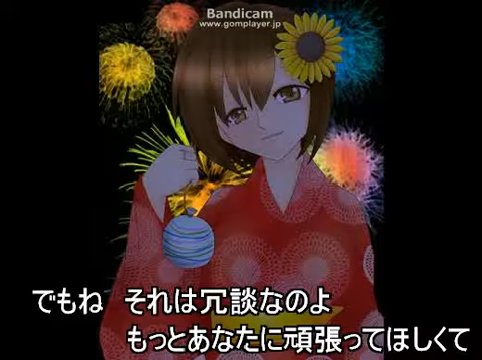 Bandicam
www.gomplayer.jp
でもね　それは冗談なのよ
もっとあなたに頑張ってほしくて